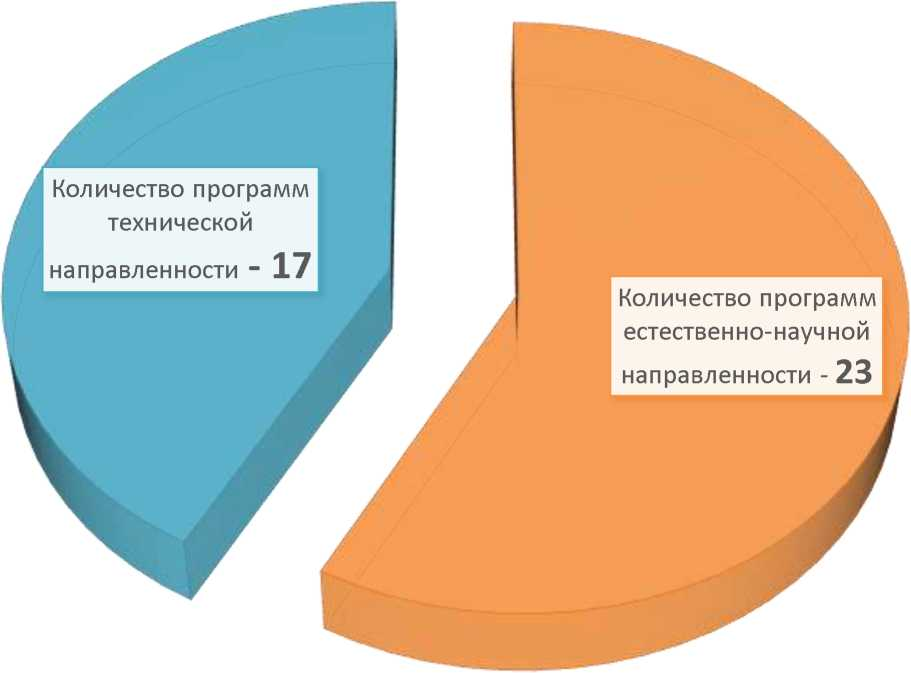 Количество программ
технической
направленности - 17
Количество программ
естественно-научной
направленности - 23